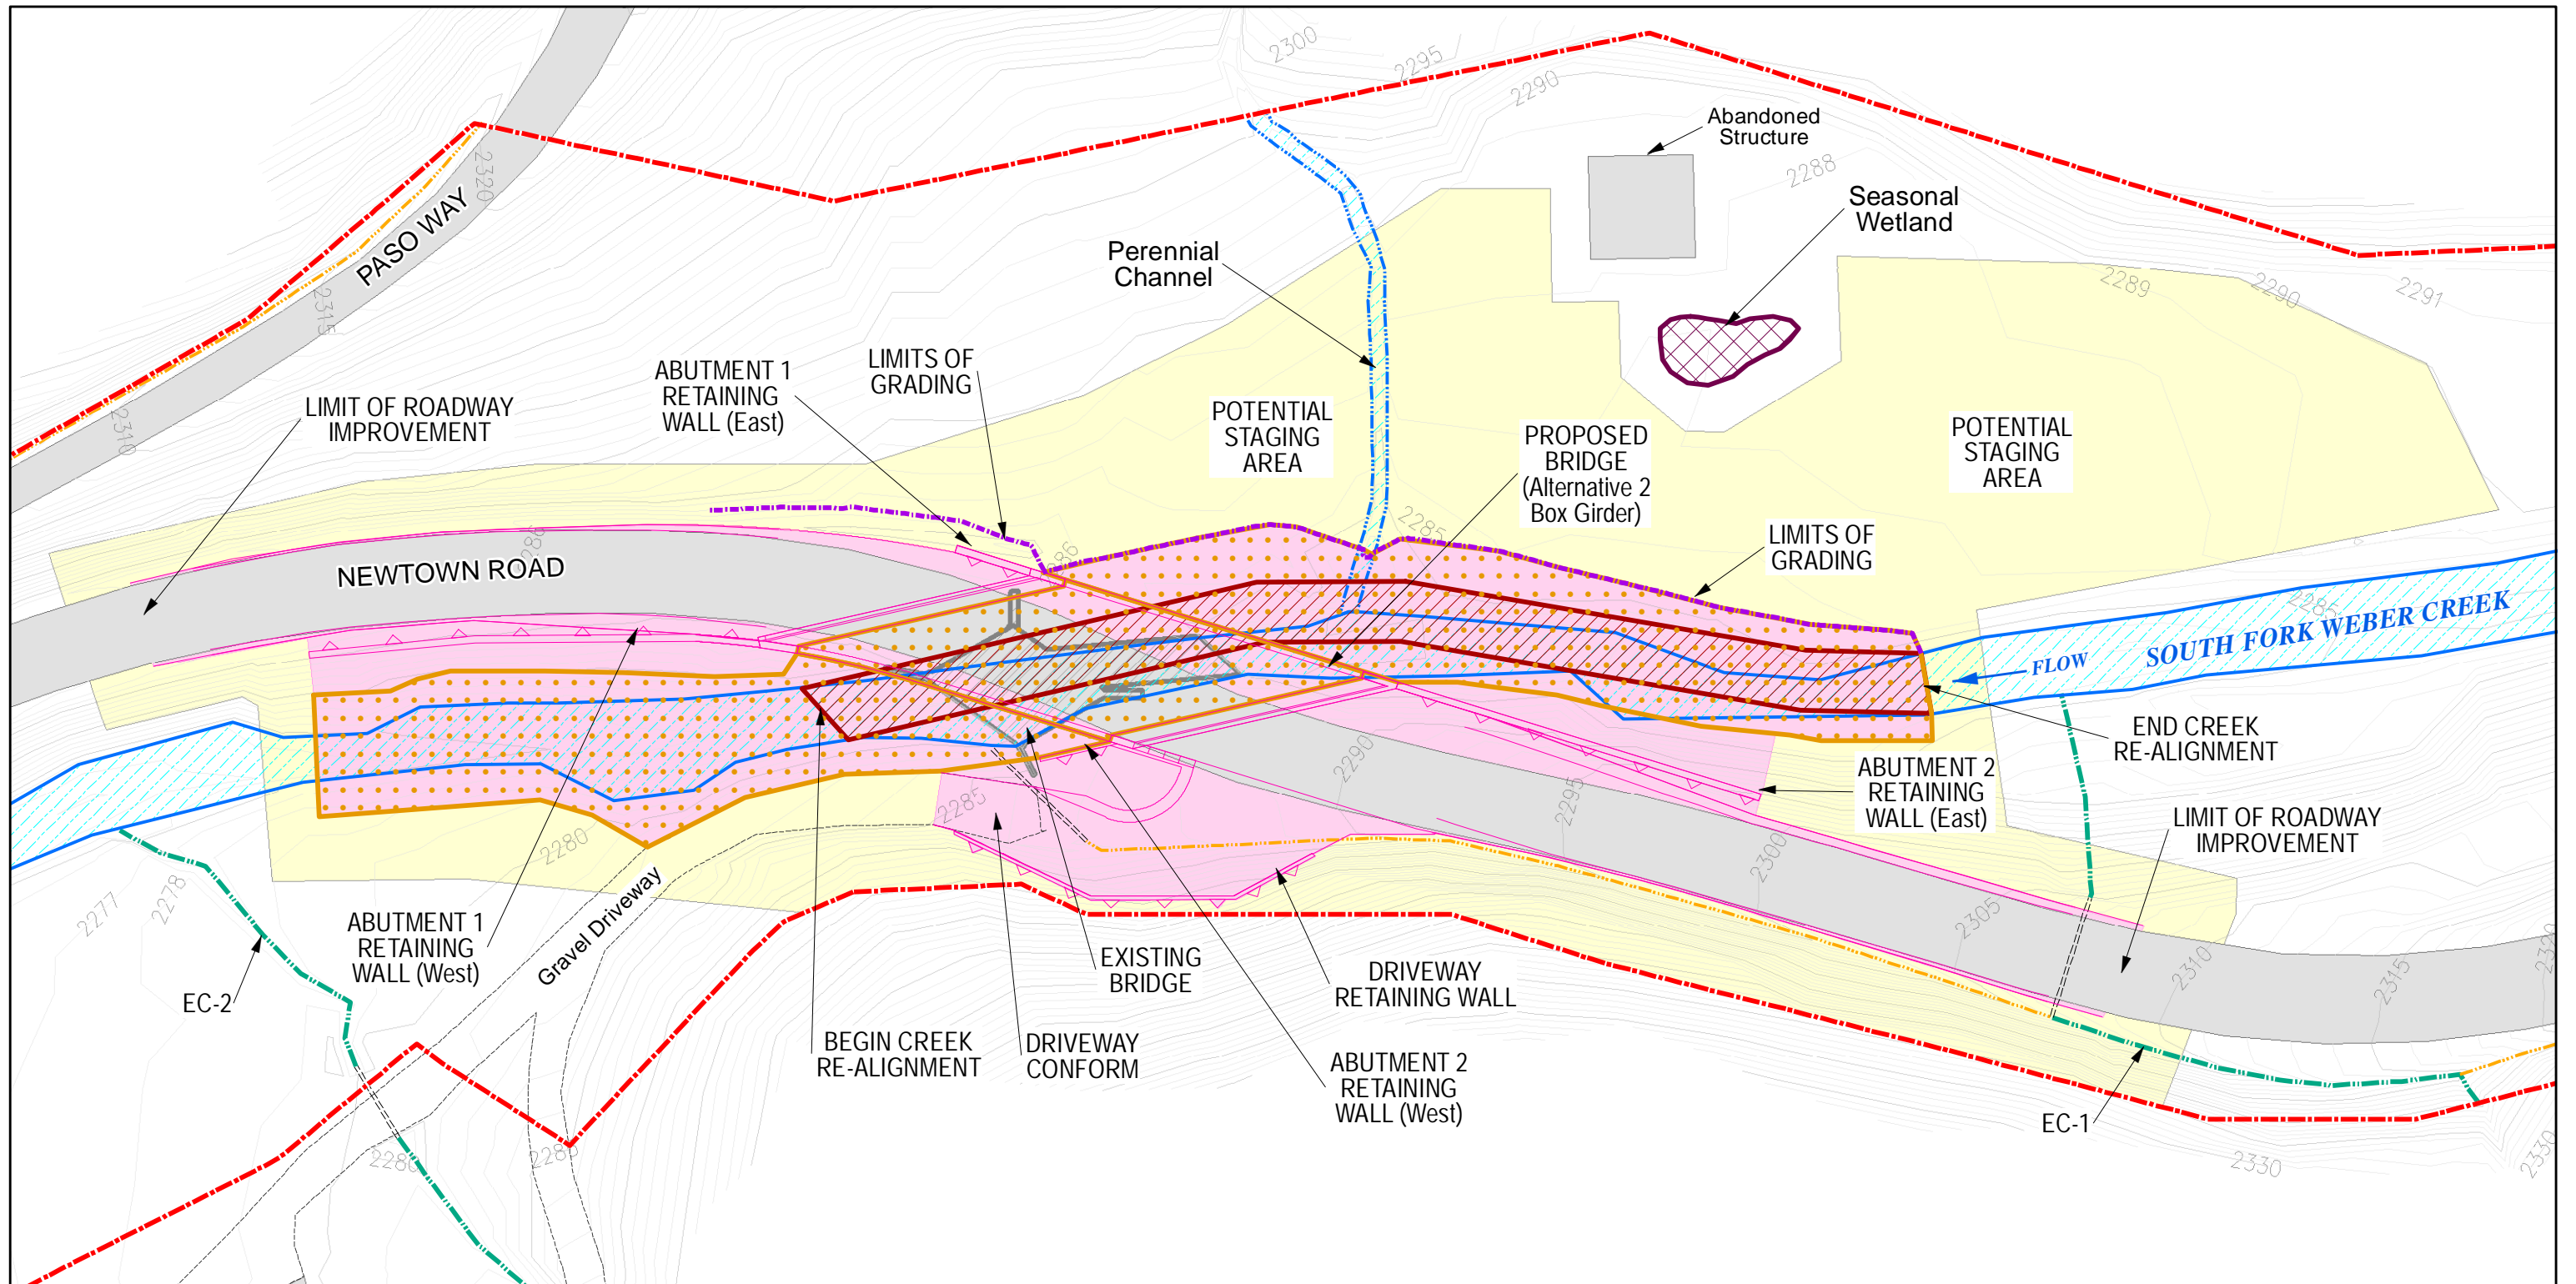 2300
2295
2290
Abandoned
Structure
2288
Seasonal
Wetland
2320
PASO WAY
Perennial
Channel
2289
2290
2291
2315
LIMITS OF
GRADING
ABUTMENT 1
RETAINING
WALL (East)
LIMIT OF ROADWAY
IMPROVEMENT
2310
POTENTIAL
STAGING
AREA
PROPOSED
BRIDGE
(Alternative 2
Box Girder)
POTENTIAL
STAGING
AREA
2285
LIMITS OF
GRADING
NEWTOWN ROAD
2285
SOUTH FORK WEBER CREEK
FLOW
END CREEK
RE-ALIGNMENT
2290
2285
2295
ABUTMENT 2
RETAINING
WALL (East)
LIMIT OF ROADWAY
IMPROVEMENT
2280
2300
2277
2278
2305
ABUTMENT 1
RETAINING
WALL (West)
Gravel Driveway
EXISTING
BRIDGE
DRIVEWAY
RETAINING WALL
2310
2315
EC-2
BEGIN CREEK
RE-ALIGNMENT
DRIVEWAY
CONFORM
ABUTMENT 2
RETAINING
WALL (West)
EC-1
2280
2330
2330